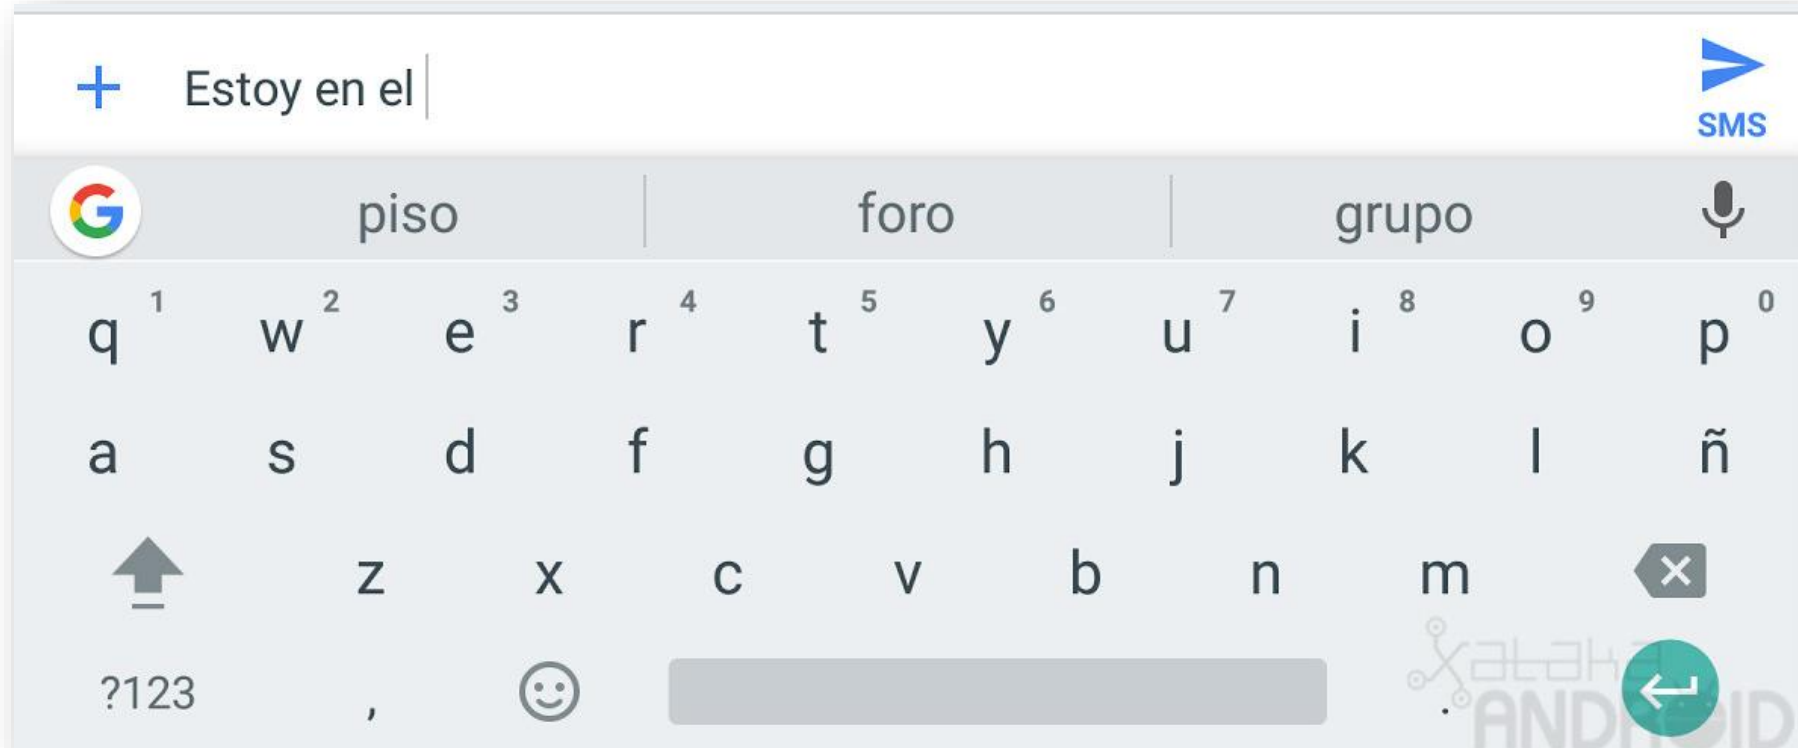 Estoy en el
SMS
piso foro grupo
q 1 w 2 e 3 r 4 t 5 y 6 u 7 i 8 o 9 p 0
a s d f g h j k l ñ
z x c v b n m
?123 , .
xataka
ANDROID